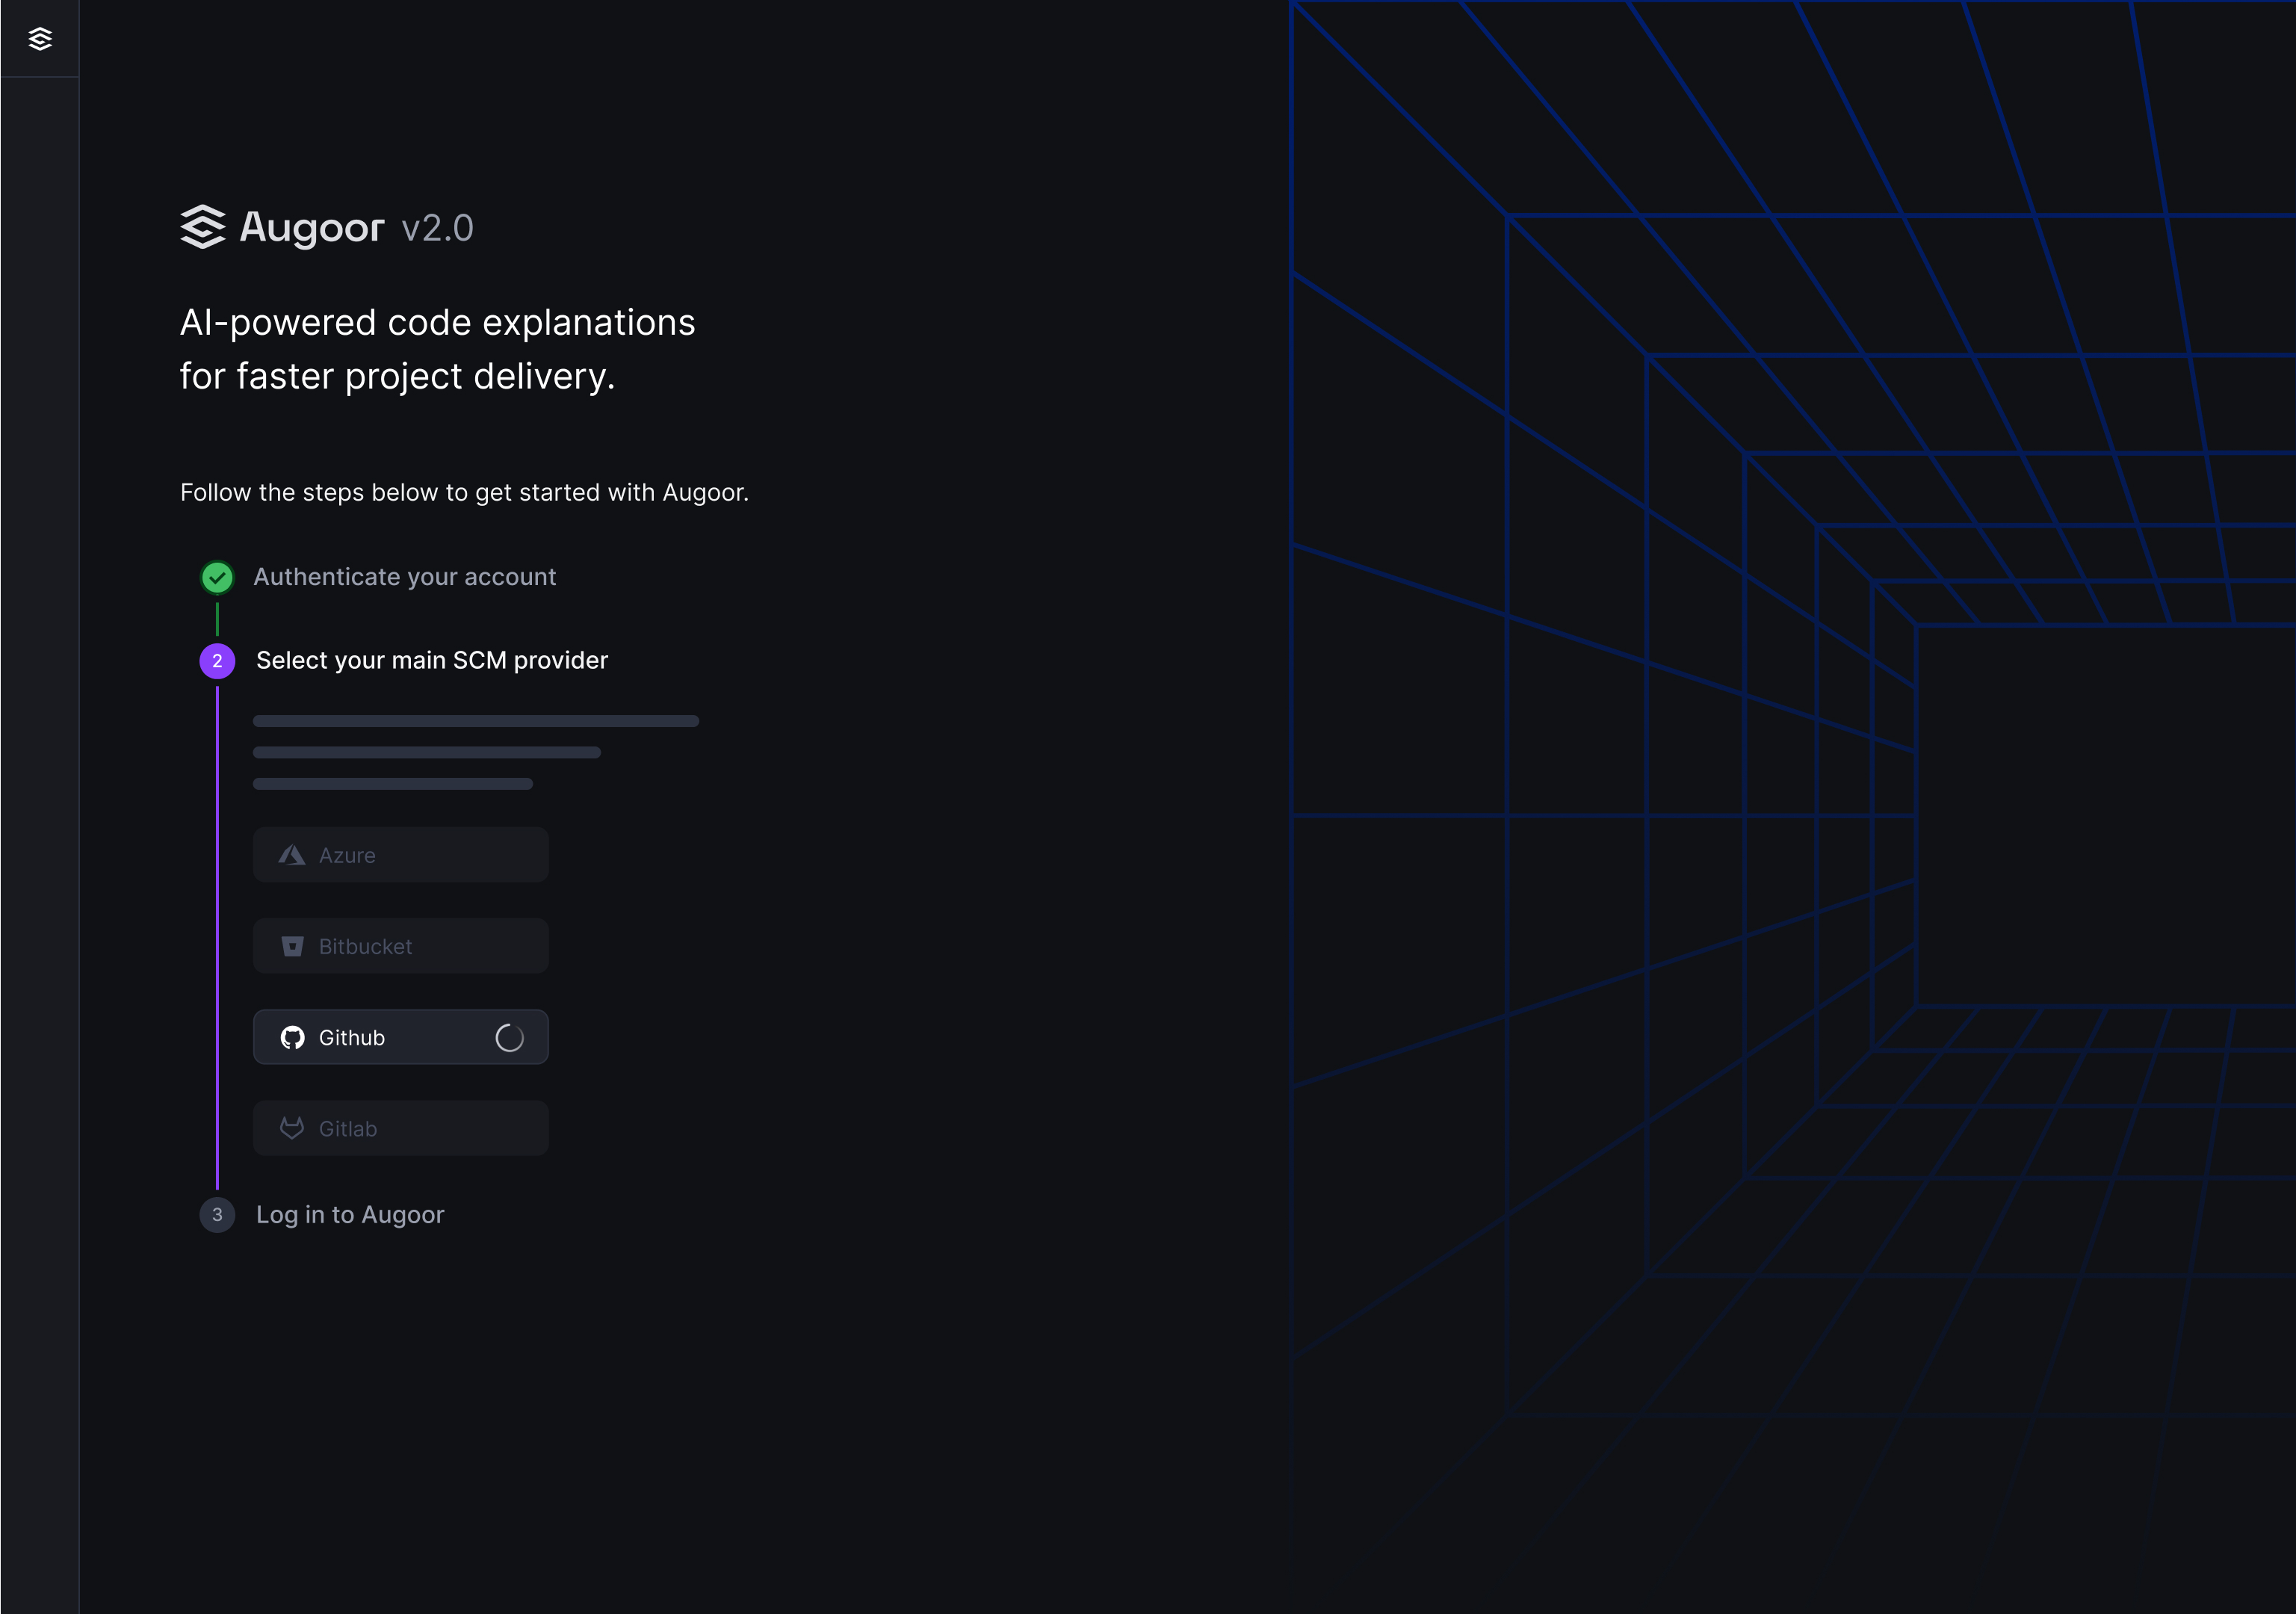 Augoor v2.0
AI-powered code explanations
for faster project delivery.
Follow the steps below to get started with Augoor.
Authenticate your account
2 Select your main SCM provider
Azure
Bitbucket
Github
Gitlab
3 Log in to Augoor